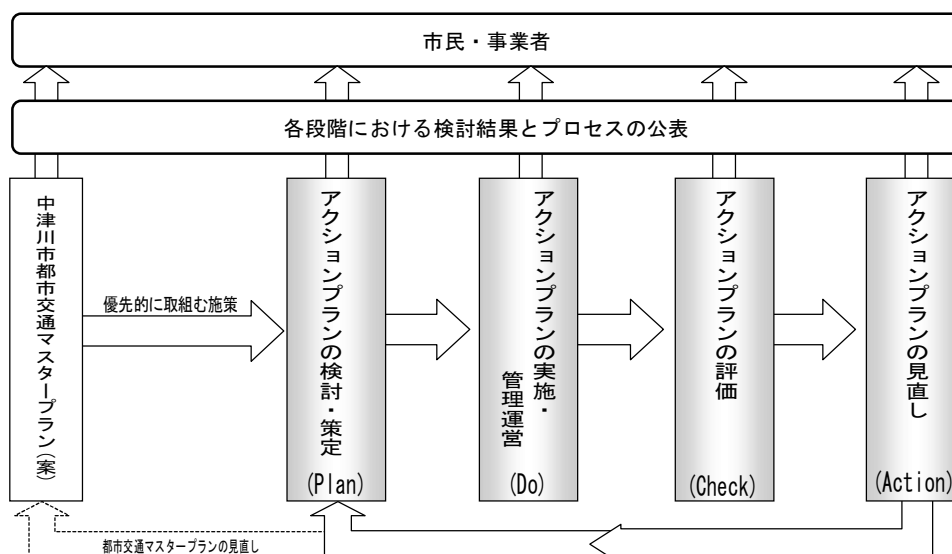 市民・事業者
各段階における検討結果とプロセスの公表
中津川市都市交通マスタープラン(案)
優先的に取組む施策
アクションプランの検討・策定
(Plan)
アクションプランの実施・
管理運営
(Do)
アクションプランの評価
(Check)
アクションプランの見直し
(Action)
都市交通マスタープランの見直し